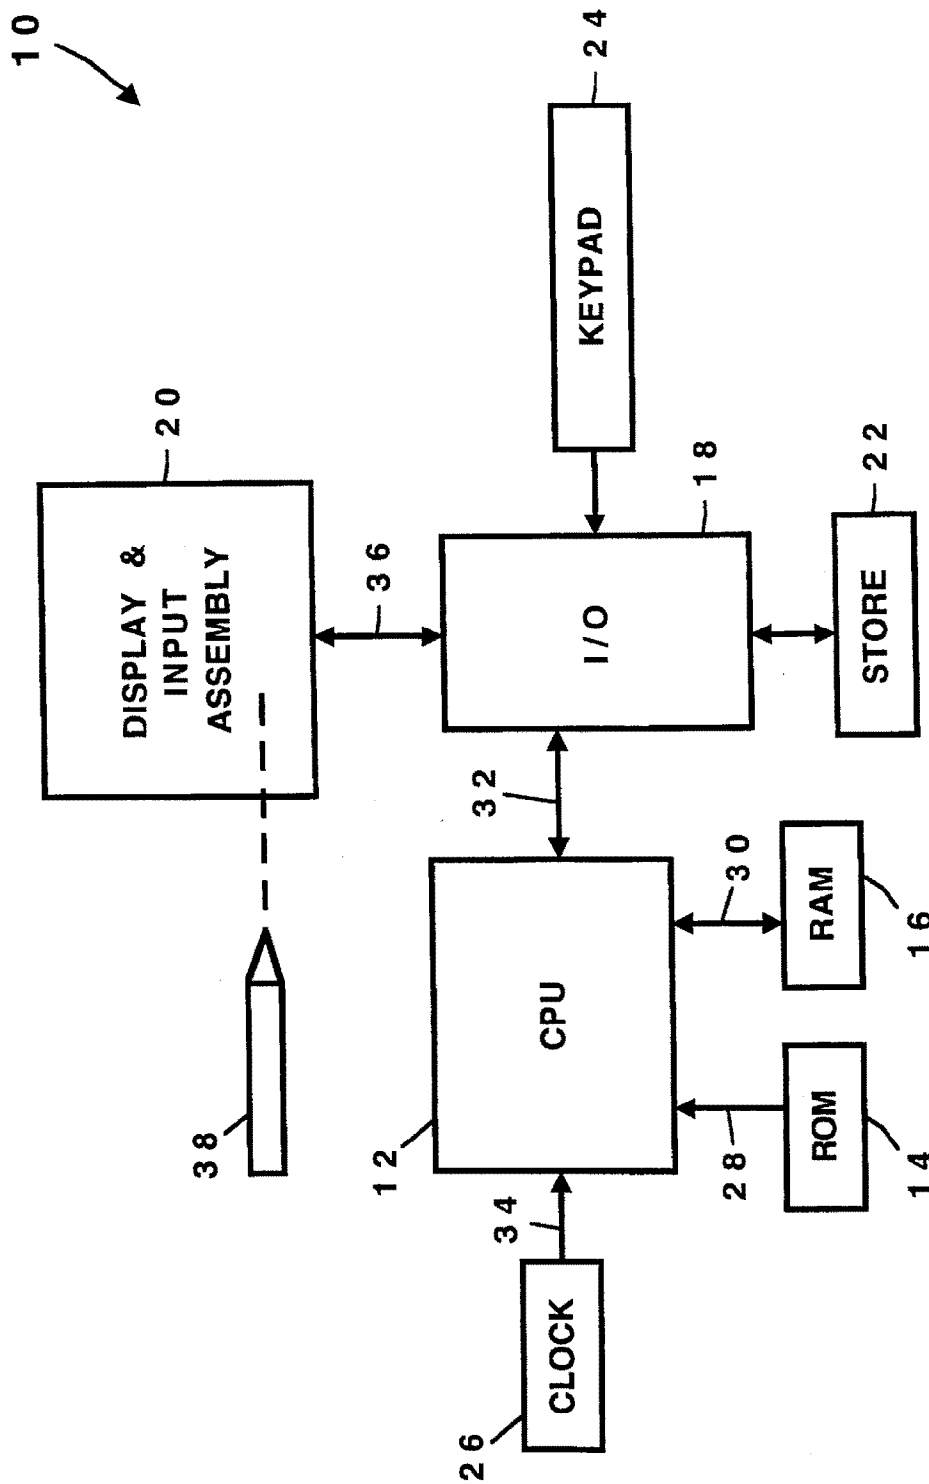 10
DISPLAY &
INPUT
ASSEMBLY
20
38
36
KEYPAD
24
12
CPU
32
I/O
18
34
CLOCK
26
28
30
ROM
14
RAM
16
STORE
22